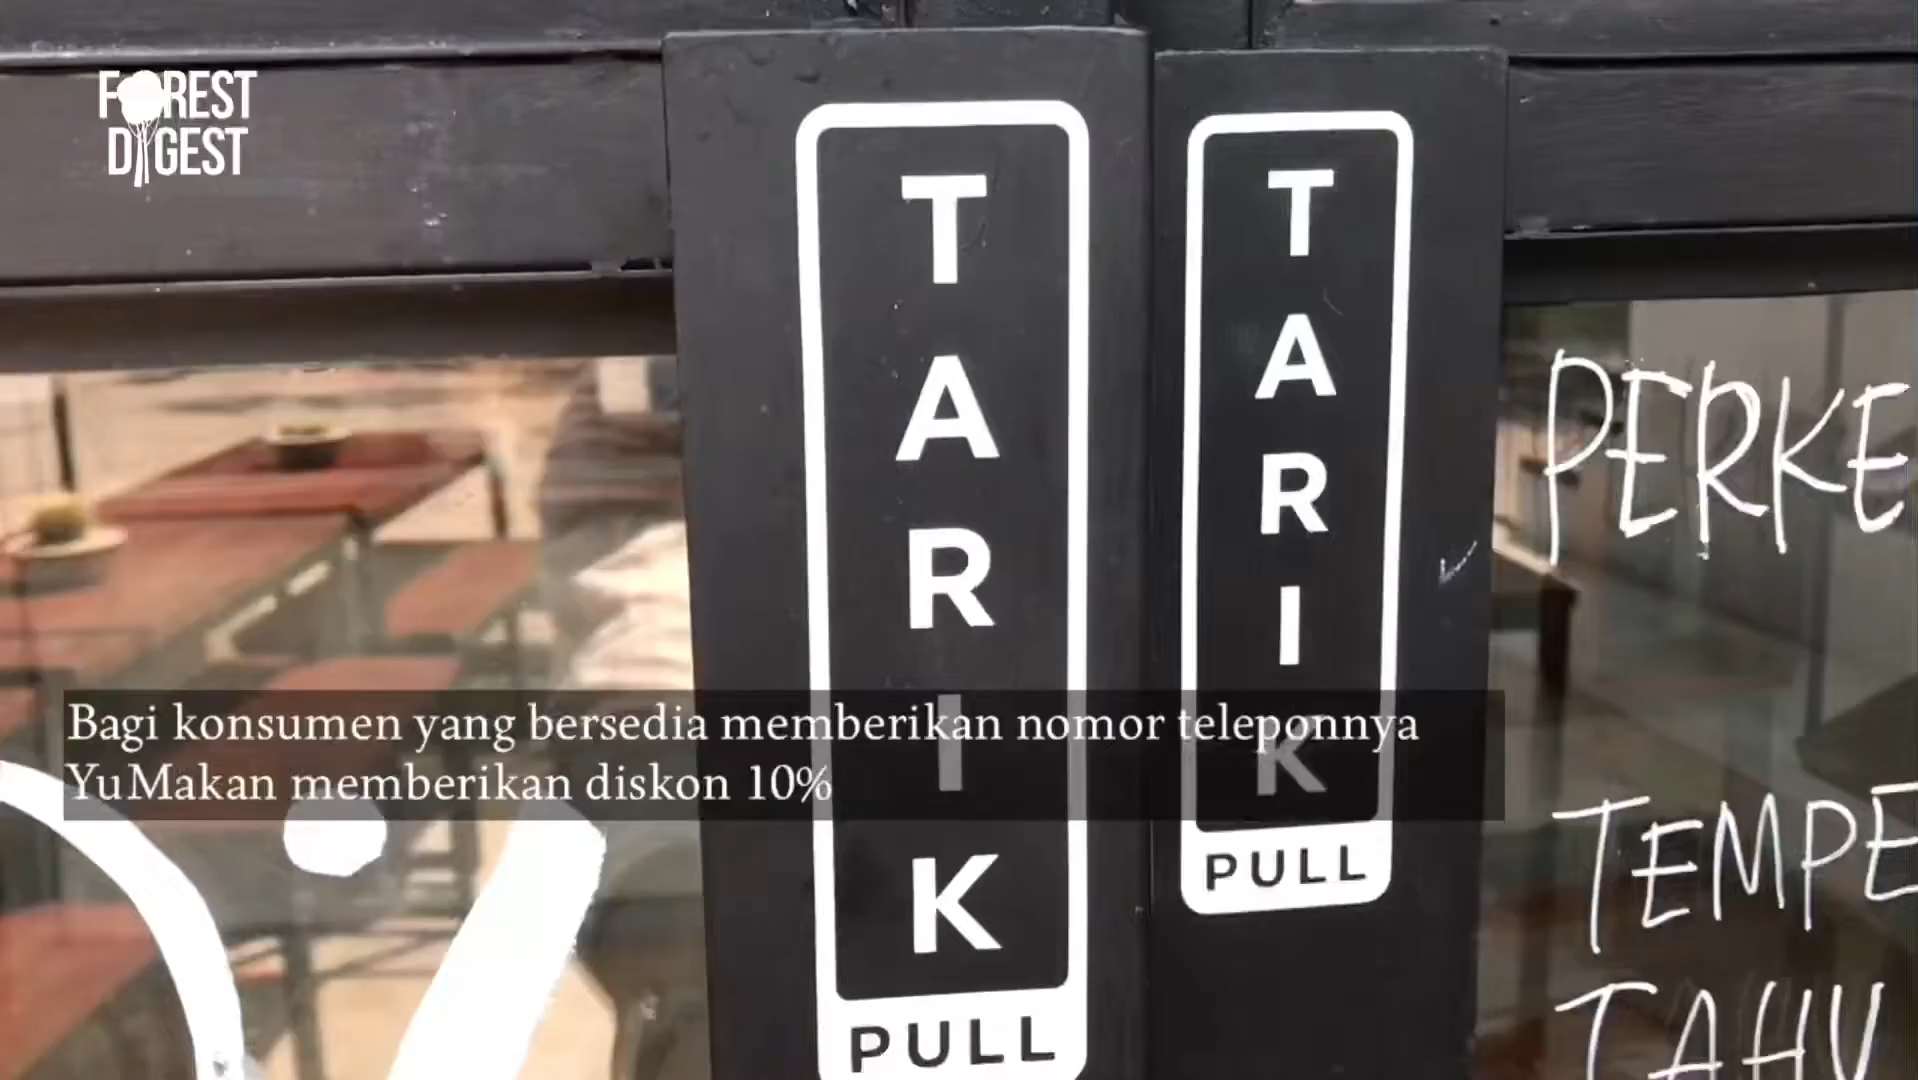 FOREST
DIGEST
TARIK
PULL
TARIK
PULL
PERKE
TEMPE
TAHU
Bagi konsumen yang bersedia memberikan nomor teleponnya
YuMakan memberikan diskon 10%